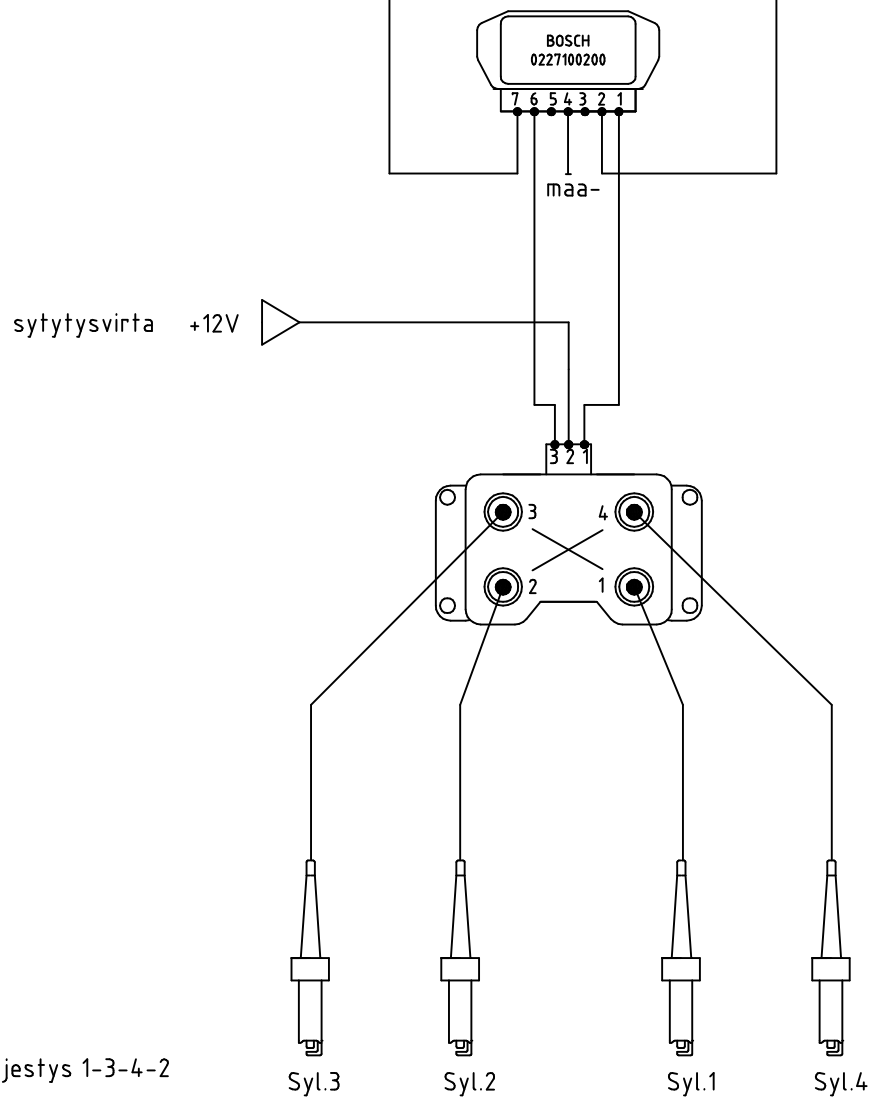 BOSCH
0227100200
7 6 5 4 3 2 1
maa-
sytytysvirta +12V
3 2 1
3 4
2 1
jestys 1-3-4-2
Syl.3 Syl.2 Syl.1 Syl.4